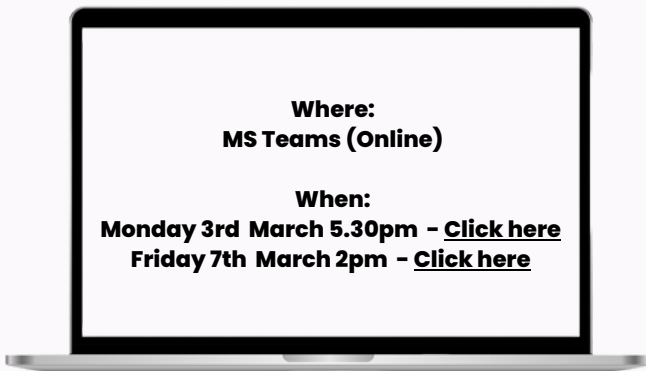 Where:
MS Teams (Online)
When:
Monday 3rd March 5.30pm - Click here
Friday 7th March 2pm - Click here